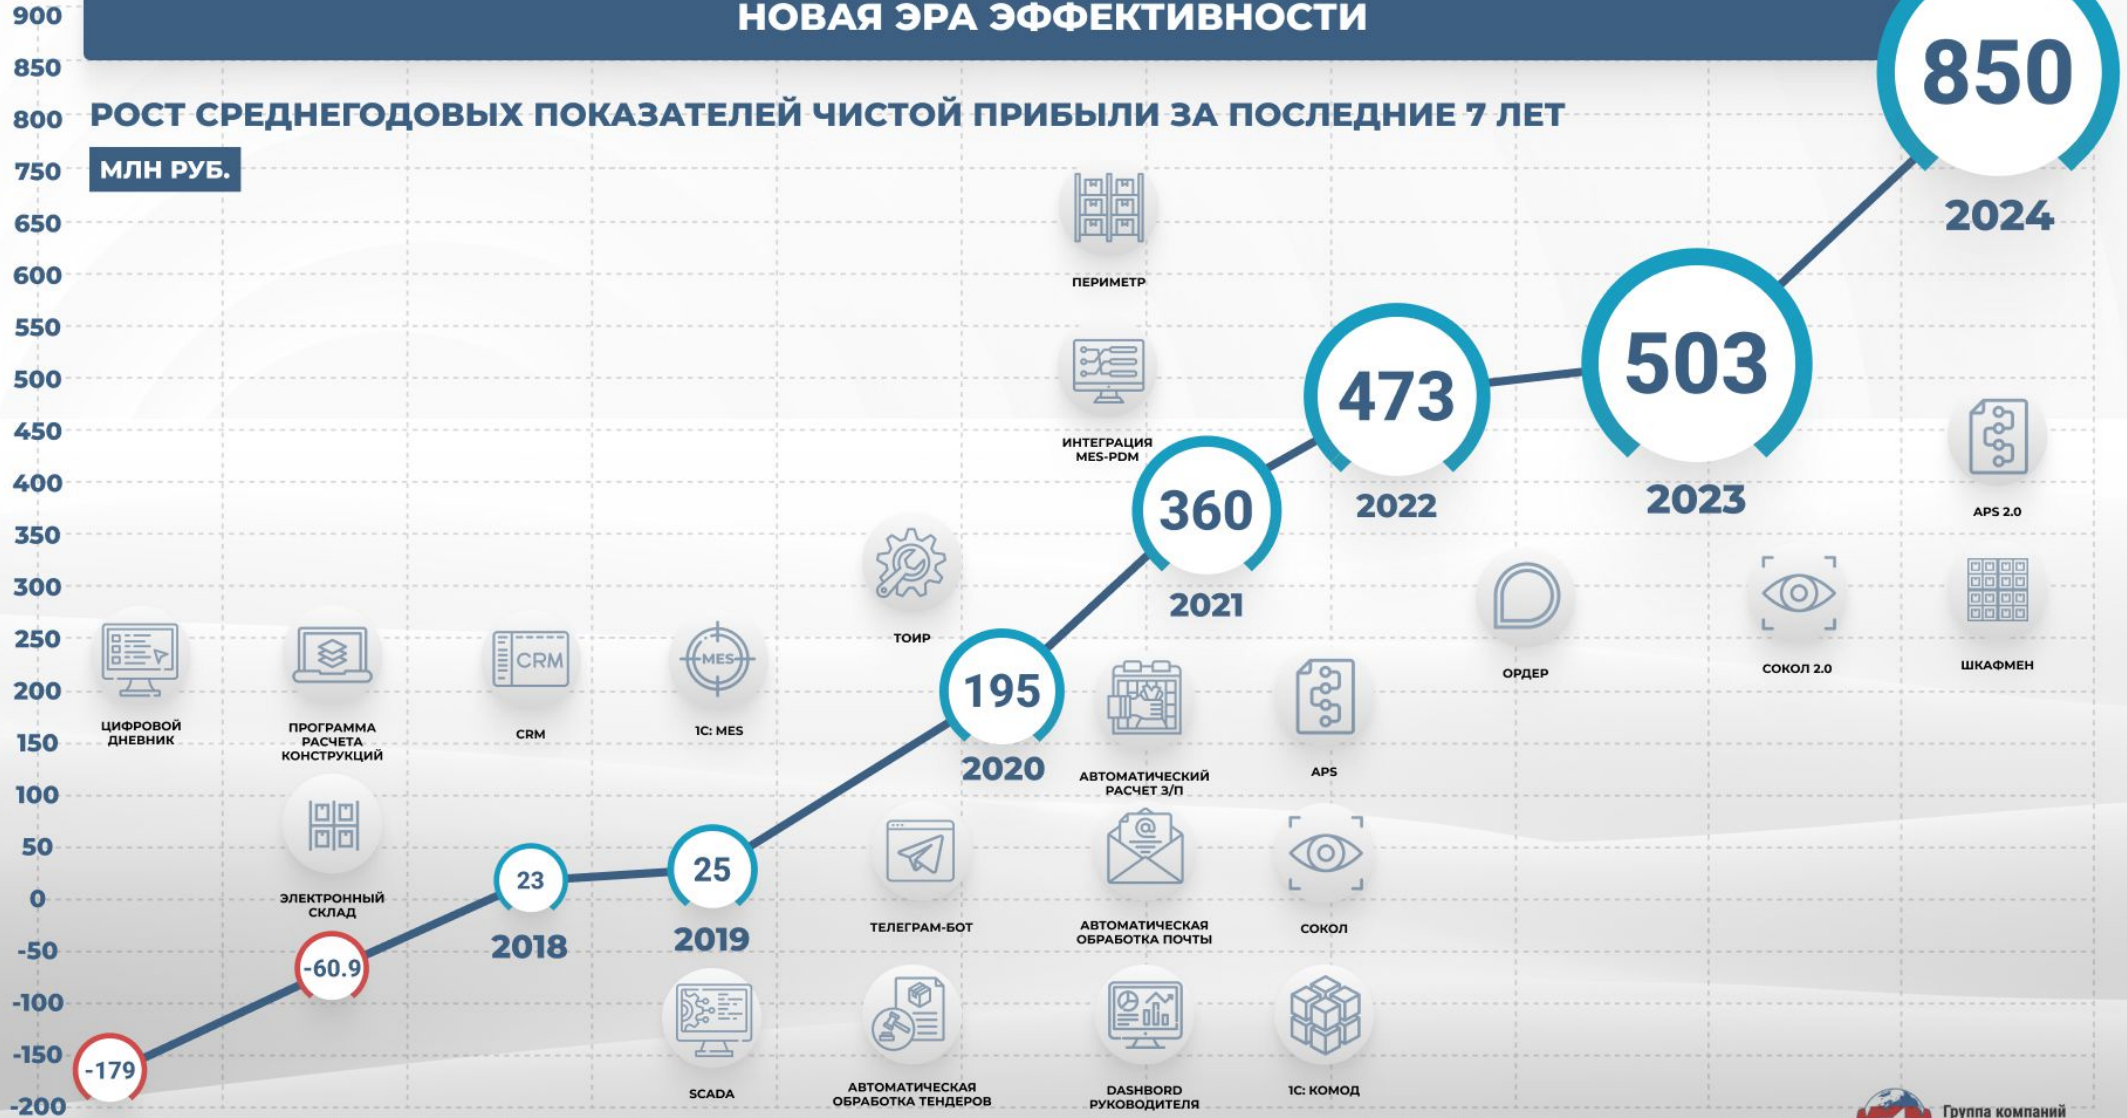 НОВАЯ ЭРА ЭФФЕКТИВНОСТИ
РОСТ СРЕДНЕГОДОВЫХ ПОКАЗАТЕЛЕЙ ЧИСТОЙ ПРИБЫЛИ ЗА ПОСЛЕДНИЕ 7 ЛЕТ
МЛН РУБ.
900
850
800
750
650
600
550
500
450
400
350
300
250
200
150
100
50
0
-50
-100
-150
-200
-179
-60.9
23
2018
25
2019
195
2020
360
2021
473
2022
503
2023
850
2024
ЦИФРОВОЙ
ДНЕВНИК
ПРОГРАММА
РАСЧЕТА
КОНСТРУКЦИЙ
ЭЛЕКТРОННЫЙ
СКЛАД
CRM
CRM
MES
1С: MES
SCADA
ТОИР
ТЕЛЕГРАМ-БОТ
АВТОМАТИЧЕСКАЯ
ОБРАБОТКА ТЕНДЕРОВ
ПЕРИМЕТР
ИНТЕГРАЦИЯ
MES-PDM
АВТОМАТИЧЕСКИЙ
РАСЧЕТ З/П
@
АВТОМАТИЧЕСКАЯ
ОБРАБОТКА ПОЧТЫ
DASHBORD
РУКОВОДИТЕЛЯ
APS
СОКОЛ
1С: КОМОД
ОРДЕР
СОКОЛ 2.0
APS 2.0
ШКАФМЕН
Группа компаний